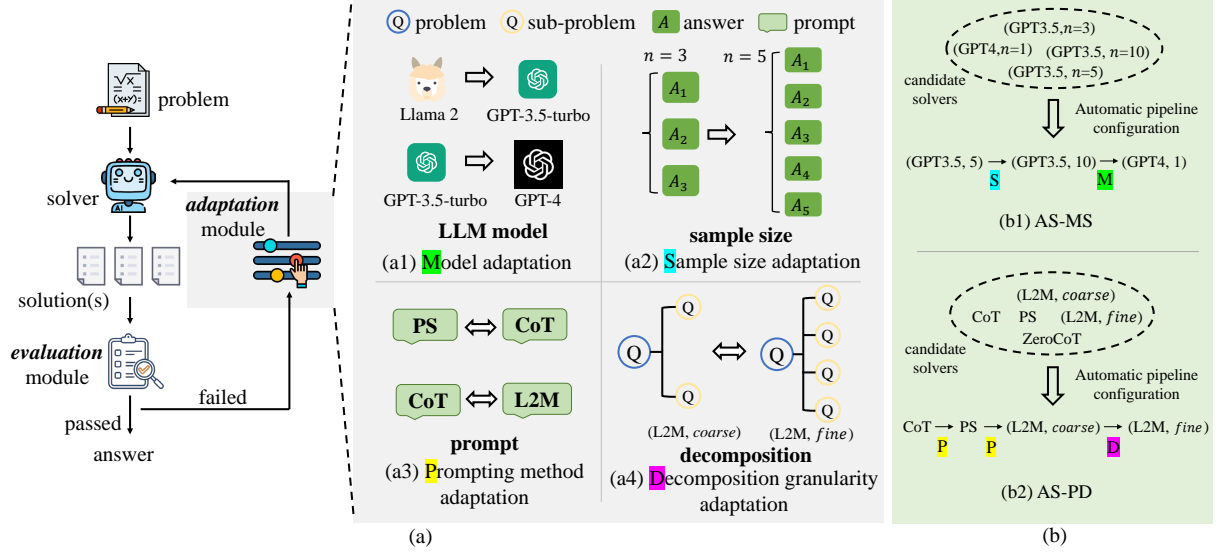 problem
solver
solution(s)
evaluation
module
passed
failed
answer
adaptation
module
√x
(x+y)=
AI
Q problem
Q sub-problem
A answer
prompt
Llama 2
GPT-3.5-turbo
GPT-3.5-turbo
GPT-4
LLM model
(a1) Model adaptation
n = 3
A1
A2
A3
n = 5
A1
A2
A3
A4
A5
sample size
(a2) Sample size adaptation
PS
CoT
CoT
L2M
prompt
(a3) Prompting method
adaptation
Q
Q
Q
(L2M, coarse)
Q
Q
Q
Q
Q
(L2M, fine)
decomposition
(a4) Decomposition granularity
adaptation
(a)
(GPT3.5,n=3)
(GPT4,n=1)
(GPT3.5, n=10)
(GPT3.5, n=5)
candidate
solvers
Automatic pipeline
configuration
(GPT3.5, 5) → (GPT3.5, 10) → (GPT4, 1)
S
M
(b1) AS-MS
(L2M, coarse)
CoT
PS
(L2M, fine)
ZeroCoT
candidate
solvers
Automatic pipeline
configuration
CoT → PS → (L2M, coarse) → (L2M, fine)
P
P
D
(b2) AS-PD
(b)